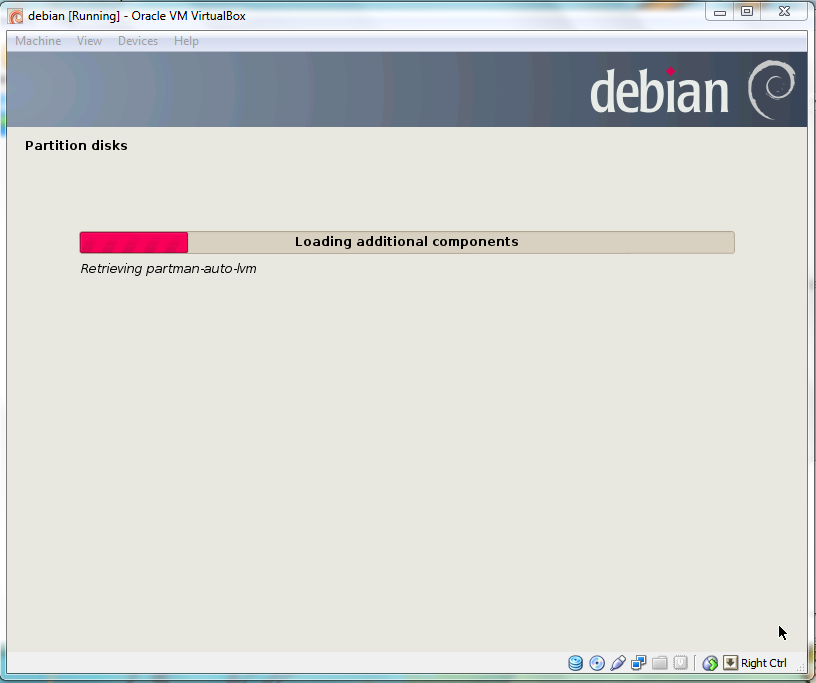 debian [Running] - Oracle VM VirtualBox
Machine View Devices Help
debian
Partition disks
Loading additional components
Retrieving partman-auto-lvm
Right Ctrl